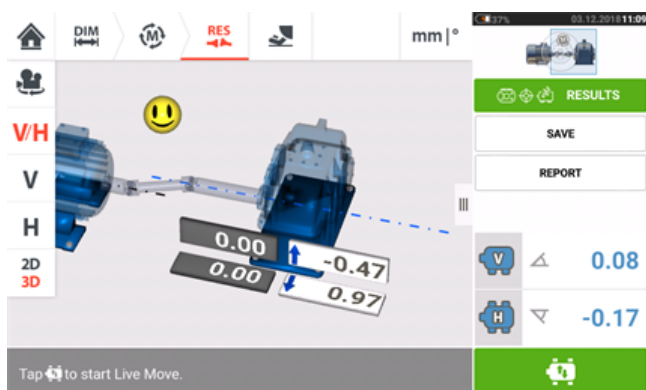 DIM
M
RES
mm|°
37%
03.12.2018 11:09
RESULTS
SAVE
REPORT
V/H
V
H
2D
3D
0.00
-0.47
0.00
0.97
V
0.08
H
-0.17
Tap to start Live Move.